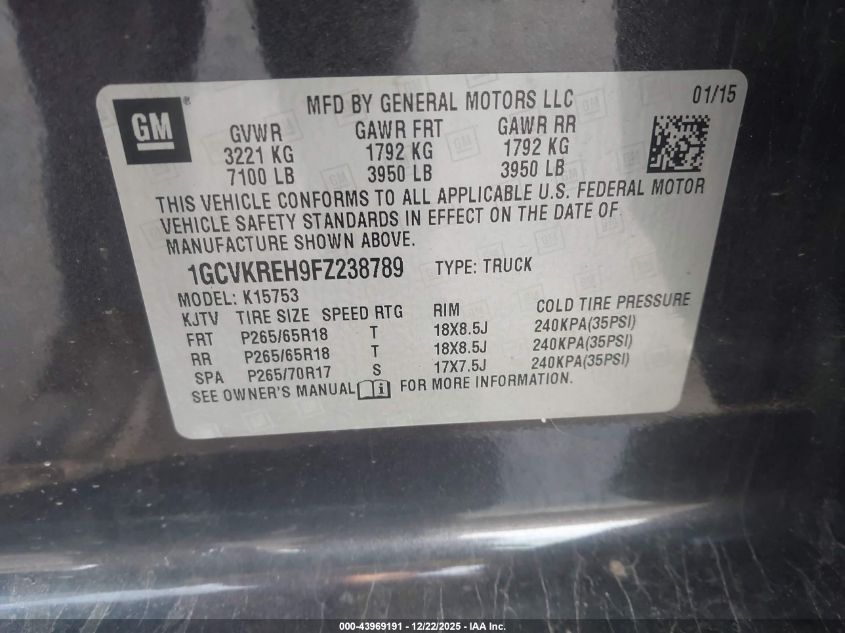 GM®
MFD BY GENERAL MOTORS LLC 01/15
GVWR GAWR FRT GAWR RR
3221 KG 1792 KG 1792 KG
7100 LB 3950 LB 3950 LB
THIS VEHICLE CONFORMS TO ALL APPLICABLE U.S. FEDERAL MOTOR
VEHICLE SAFETY STANDARDS IN EFFECT ON THE DATE OF
MANUFACTURE SHOWN ABOVE.
1GCVKREH9FZ238789 TYPE: TRUCK
MODEL: K15753
KJTV TIRE SIZE SPEED RTG RIM COLD TIRE PRESSURE
FRT P265/65R18 T 18X8.5J 240KPA(35PSI)
RR P265/65R18 T 18X8.5J 240KPA(35PSI)
SPA P265/70R17 S 17X7.5J 240KPA(35PSI)
SEE OWNER'S MANUAL FOR MORE INFORMATION.
000-43969191 - 12/22/2025 - IAA Inc.